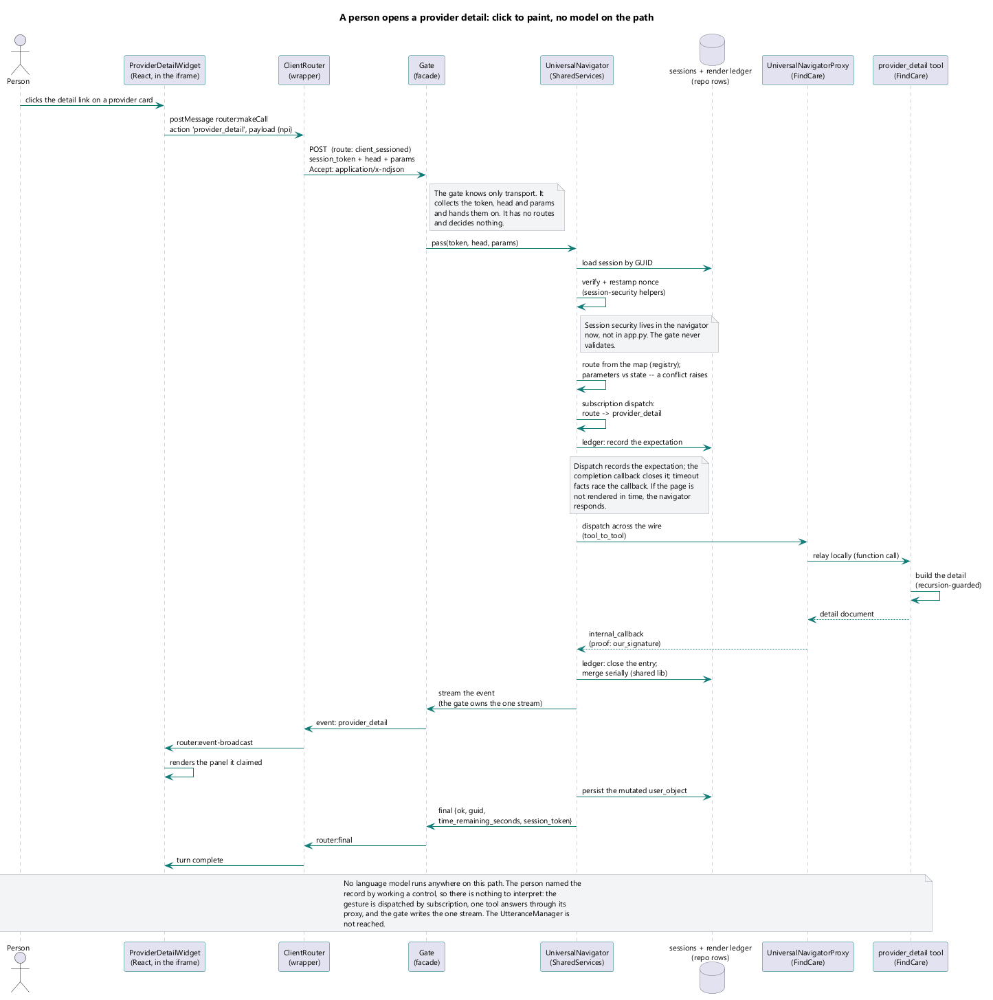 A person opens a provider detail: click to paint, no model on the path
Person
ProviderDetailWidget
(React, in the iframe)
ClientRouter
(wrapper)
Gate
(facade)
UniversalNavigator
(SharedServices)
sessions + render ledger
(repo rows)
UniversalNavigatorProxy
(FindCare)
provider_detail tool
(FindCare)
clicks the detail link on a provider card
postMessage router:makeCall
action 'provider_detail', payload {npi}
POST  (route: client_sessioned)
session_token + head + params
Accept: application/x-ndjson
The gate knows only transport. It
collects the token, head and params
and hands them on. It has no routes
and decides nothing.
pass(token, head, params)
load session by GUID
verify + restamp nonce
(session-security helpers)
Session security lives in the navigator
now, not in app.py. The gate never
validates.
route from the map (registry);
parameters vs state -- a conflict raises
subscription dispatch:
route -> provider_detail
ledger: record the expectation
Dispatch records the expectation; the
completion callback closes it; timeout
facts race the callback. If the page is
not rendered in time, the navigator
responds.
dispatch across the wire
(tool_to_tool)
relay locally (function call)
build the detail
(recursion-guarded)
detail document
internal_callback
(proof: our_signature)
ledger: close the entry;
merge serially (shared lib)
stream the event
(the gate owns the one stream)
event: provider_detail
router:event-broadcast
renders the panel it claimed
persist the mutated user_object
final {ok, guid,
time_remaining_seconds, session_token}
router:final
turn complete
No language model runs anywhere on this path. The person named the
record by working a control, so there is nothing to interpret: the
gesture is dispatched by subscription, one tool answers through its
proxy, and the gate writes the one stream. The UtteranceManager is
not reached.
Person
ProviderDetailWidget
(React, in the iframe)
ClientRouter
(wrapper)
Gate
(facade)
UniversalNavigator
(SharedServices)
sessions + render ledger
(repo rows)
UniversalNavigatorProxy
(FindCare)
provider_detail tool
(FindCare)